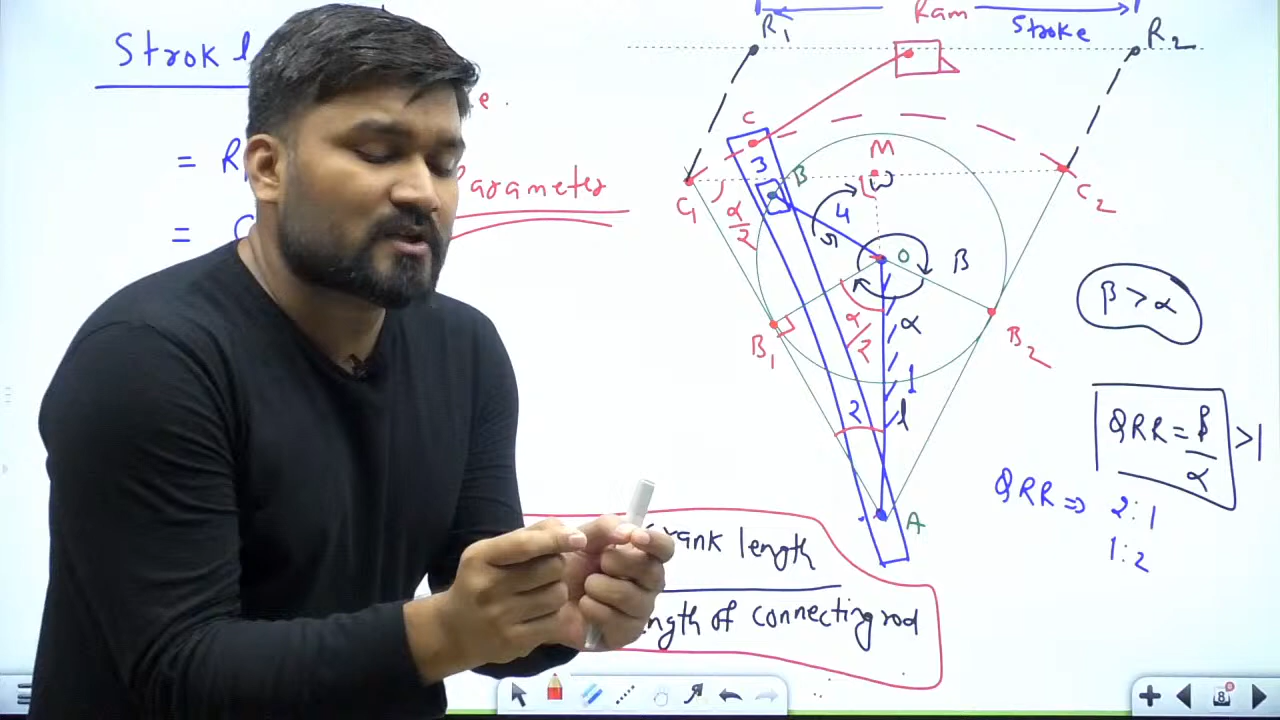 Ram
Stroke
R1
R2
Strok l
e.
= R
Parameter
=
C
3
B
M
ω
C1
C2
α/2
4
O
β
β > α
B1
α/2
α
B2
1
2
l
QRR = β/α > 1
QRR ⇒ 2:1
1:2
A
rank length
ngth of connecting rod
8